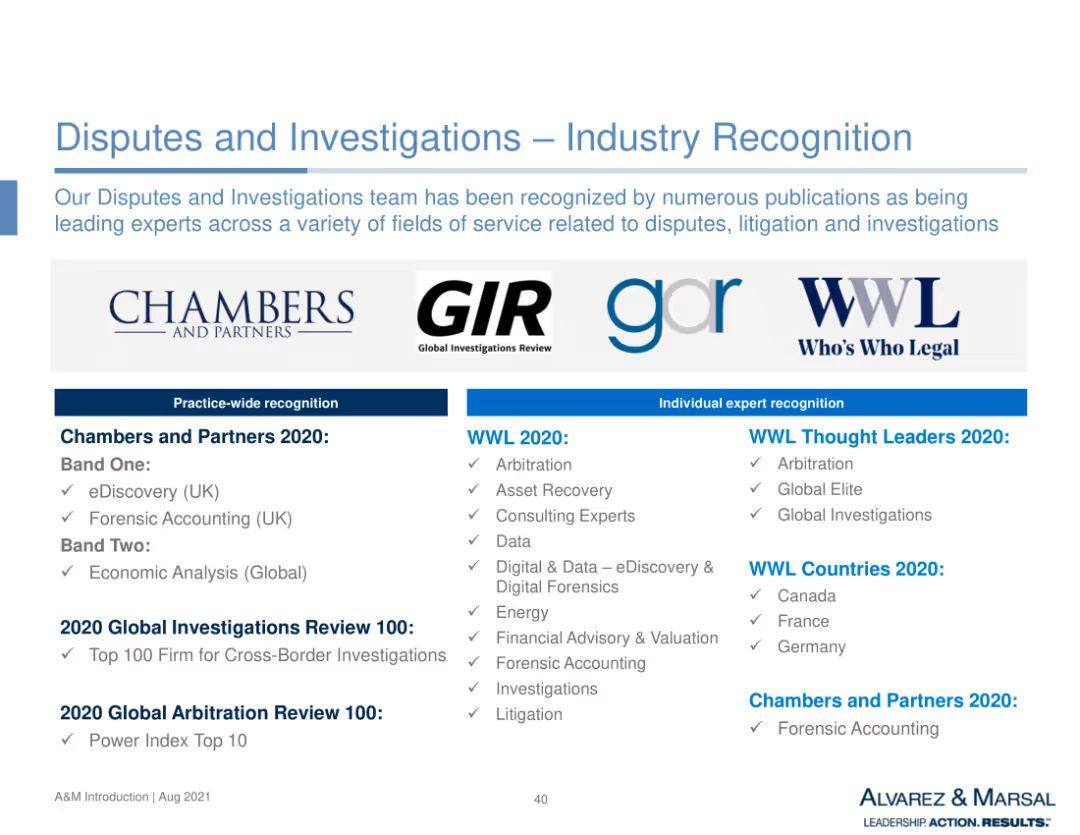 Disputes and Investigations – Industry Recognition
Our Disputes and Investigations team has been recognized by numerous publications as being
leading experts across a variety of fields of service related to disputes, litigation and investigations
CHAMBERS
AND PARTNERS
GIR
Global Investigations Review
gar
WWL
Who's Who Legal
Practice-wide recognition
Chambers and Partners 2020:
Band One:
✓ eDiscovery (UK)
✓ Forensic Accounting (UK)
Band Two:
✓ Economic Analysis (Global)
2020 Global Investigations Review 100:
✓ Top 100 Firm for Cross-Border Investigations
2020 Global Arbitration Review 100:
✓ Power Index Top 10
Individual expert recognition
WWL 2020:
✓ Arbitration
✓ Asset Recovery
✓ Consulting Experts
✓ Data
✓ Digital & Data – eDiscovery &
Digital Forensics
✓ Energy
✓ Financial Advisory & Valuation
✓ Forensic Accounting
✓ Investigations
✓ Litigation
WWL Thought Leaders 2020:
✓ Arbitration
✓ Global Elite
✓ Global Investigations
WWL Countries 2020:
✓ Canada
✓ France
✓ Germany
Chambers and Partners 2020:
✓ Forensic Accounting
A&M Introduction | Aug 2021
40
ALVAREZ & MARSAL
LEADERSHIP. ACTION. RESULTS.™